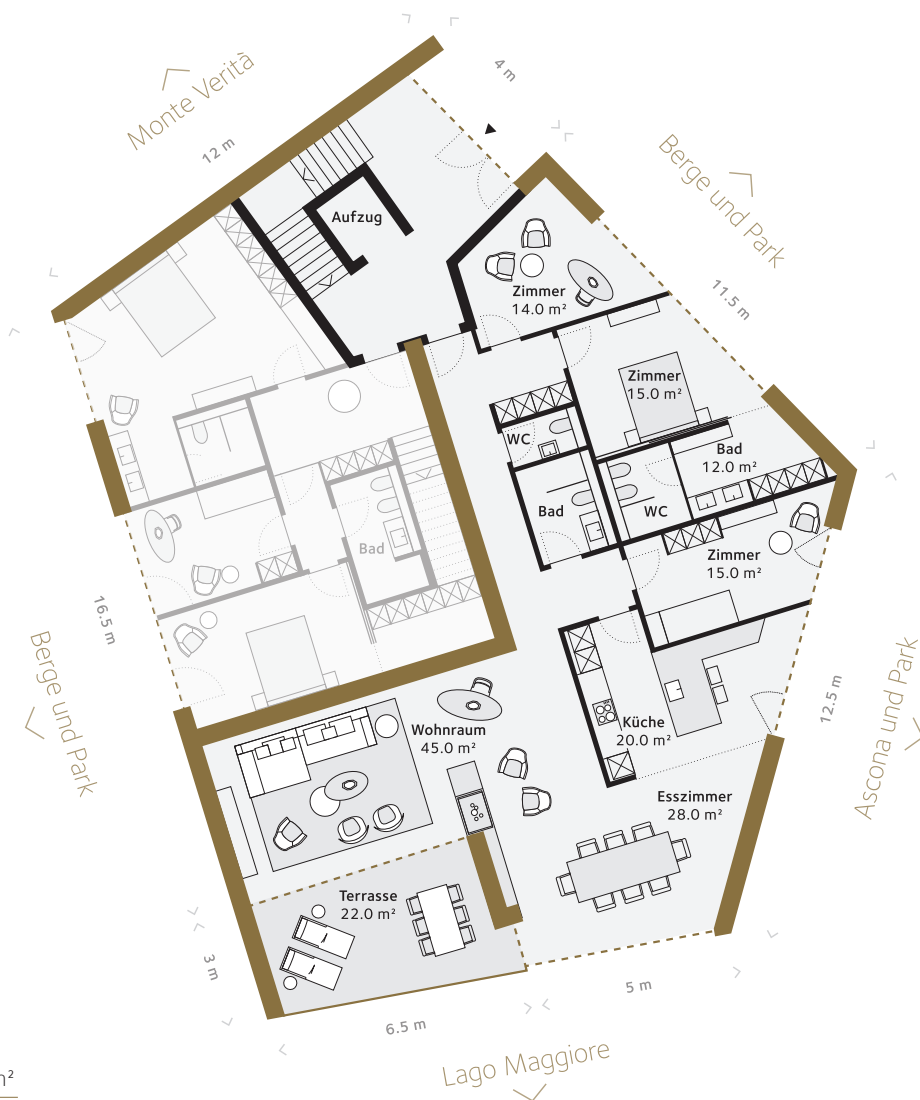 4 m
Monte Verità
12 m
Berge und Park
Aufzug
Zimmer
14.0 m²
11.5 m
Zimmer
15.0 m²
WC
Bad
12.0 m²
Bad
WC
Bad
Zimmer
15.0 m²
16.5 m
Berge und Park
12.5 m
Ascona und Park
Wohnraum
45.0 m²
Küche
20.0 m²
Esszimmer
28.0 m²
Terrasse
22.0 m²
3 m
5 m
6.5 m
Lago Maggiore
m²